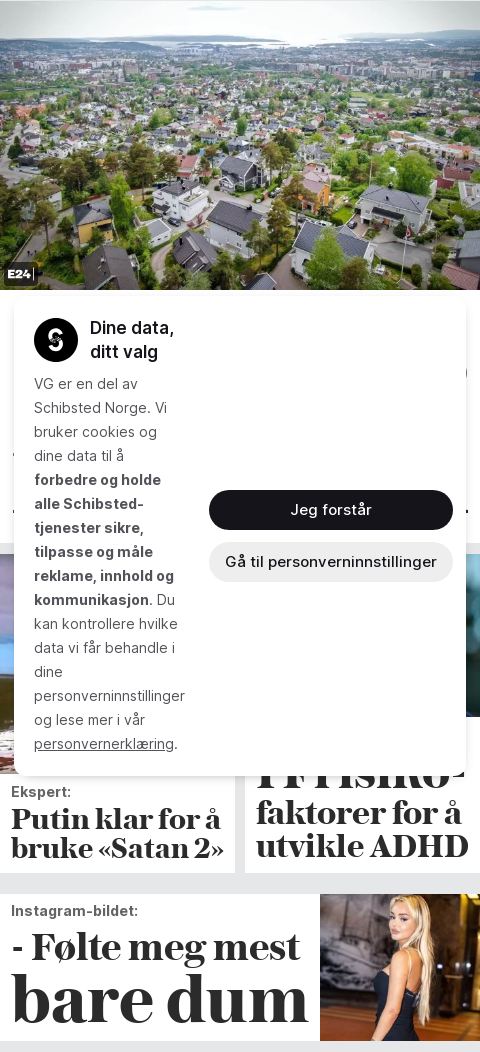 E24
Dine data,
ditt valg
VG er en del av
Schibsted Norge. Vi
bruker cookies og
dine data til å
forbedre og holde
alle Schibsted-
tjenester sikre,
tilpasse og måle
reklame, innhold og
kommunikasjon. Du
kan kontrollere hvilke
data vi får behandle i
dine
personverninnstillinger
og lese mer i vår
personvernerklæring.
Jeg forstår
Gå til personverninnstillinger
Ekspert:
Putin klar for å
bruke «Satan 2»
faktorer for å
utvikle ADHD
Instagram-bildet:
- Følte meg mest
bare dum